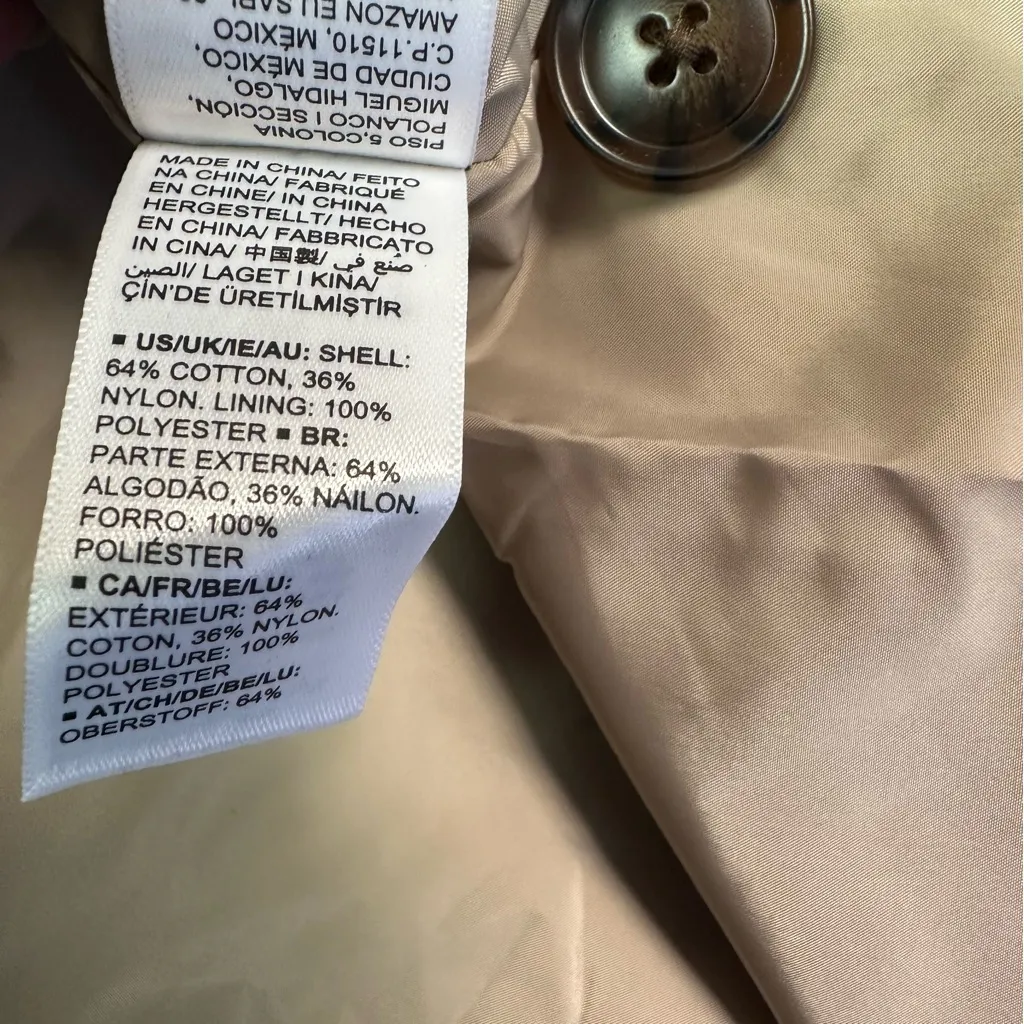 PISO 5,COLONIA
POLANCO I SECCIÓN,
MIGUEL HIDALGO,
CIUDAD DE MÉXICO
C.P.11510, MÉXICO
AMAZON EU SARL,
MADE IN CHINA/ FEITO
NA CHINA/ FABRIQUÉ
EN CHINE/ IN CHINA
HERGESTELLT/ HECHO
EN CHINA/ FABBRICATO
IN CINA/ 中国製/ صنع في
الصين/ LAGET I KINA/
ÇİN'DE ÜRETİLMİŞTİR
■ US/UK/IE/AU: SHELL:
64% COTTON, 36%
NYLON. LINING: 100%
POLYESTER ■ BR:
PARTE EXTERNA: 64%
ALGODÃO, 36% NÁILON.
FORRO: 100%
POLIÉSTER
■ CA/FR/BE/LU:
EXTÉRIEUR: 64%
COTON, 36% NYLON.
DOUBLURE: 100%
POLYESTER
■ AT/CH/DE/BE/LU:
OBERSTOFF: 64%